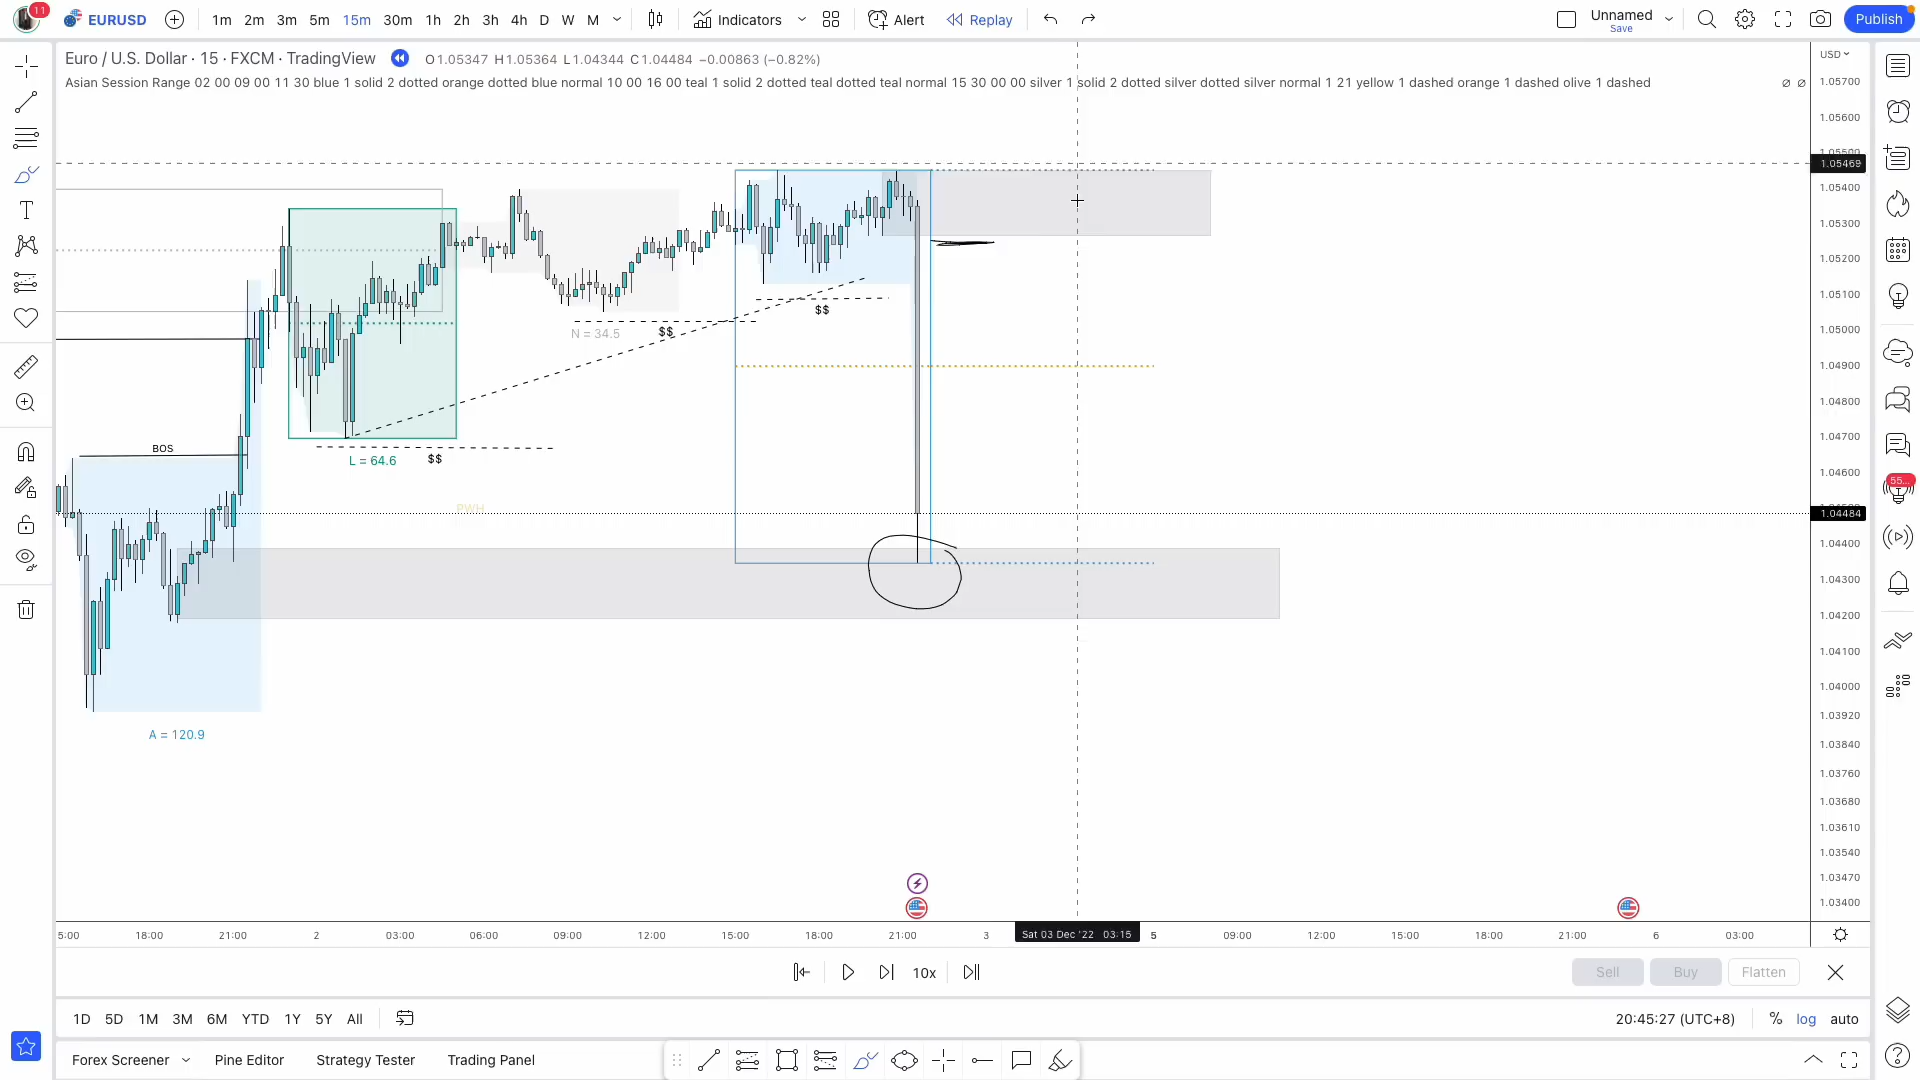 11
EURUSD 1m 2m 3m 5m 15m 30m 1h 2h 3h 4h D W M Indicators Alert Replay Unnamed Save Publish
Euro / U.S. Dollar · 15 · FXCM · TradingView O1.05347 H1.05364 L1.04344 C1.04484 −0.00863 (−0.82%) USD
Asian Session Range 02 00 09 00 11 30 blue 1 solid 2 dotted orange dotted blue normal 10 00 16 00 teal 1 solid 2 dotted teal dotted teal normal 15 30 00 00 silver 1 solid 2 dotted silver dotted silver normal 1 21 yellow 1 dashed orange 1 dashed olive 1 dashed
1.05700
1.05600
1.05469
1.05400
1.05300
1.05200
1.05100
$$
N = 34.5 $$
1.05000
1.04900
1.04800
1.04700
BOS
L = 64.6 $$
1.04600
PWH
1.04484
1.04400
1.04300
1.04200
1.04100
1.04000
1.03920
A = 120.9
1.03840
1.03760
1.03680
1.03610
1.03540
1.03470
1.03400
5:00 18:00 21:00 2 03:00 06:00 09:00 12:00 15:00 18:00 21:00 3 Sat 03 Dec '22 03:15 5 09:00 12:00 15:00 18:00 21:00 6 03:00
10x Sell Buy Flatten
1D 5D 1M 3M 6M YTD 1Y 5Y All 20:45:27 (UTC+8) % log auto
Forex Screener Pine Editor Strategy Tester Trading Panel